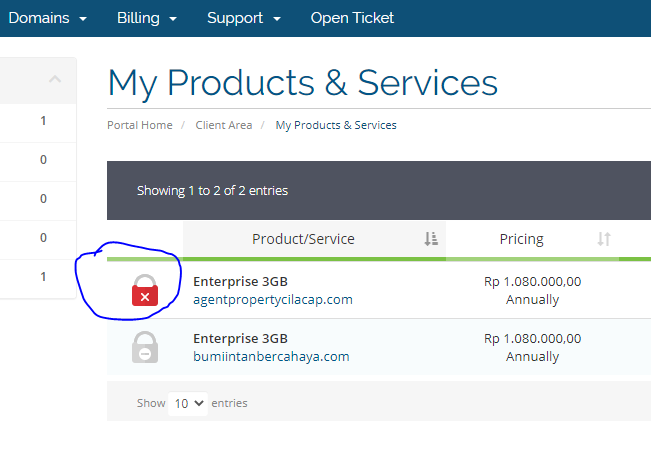 Domains Billing Support Open Ticket
My Products & Services
1
Portal Home / Client Area / My Products & Services
0
Showing 1 to 2 of 2 entries
0
0
Product/Service Pricing
1
Enterprise 3GB Rp 1.080.000,00
agentpropertycilacap.com Annually
Enterprise 3GB Rp 1.080.000,00
bumiintanbercahaya.com Annually
Show 10 entries